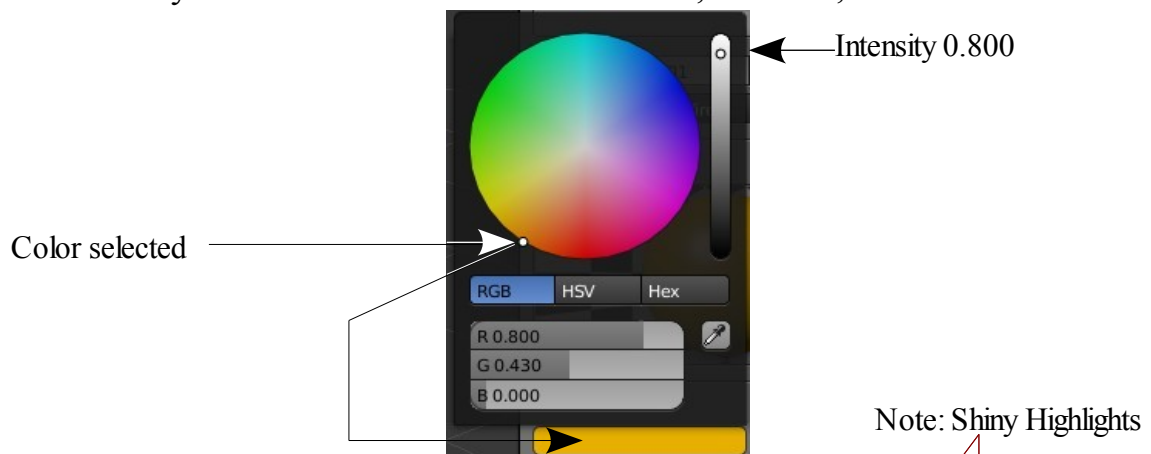 Intensity 0.800
Color selected
RGB HSV Hex
R 0.800
G 0.430
B 0.000
Note: Shiny Highlights